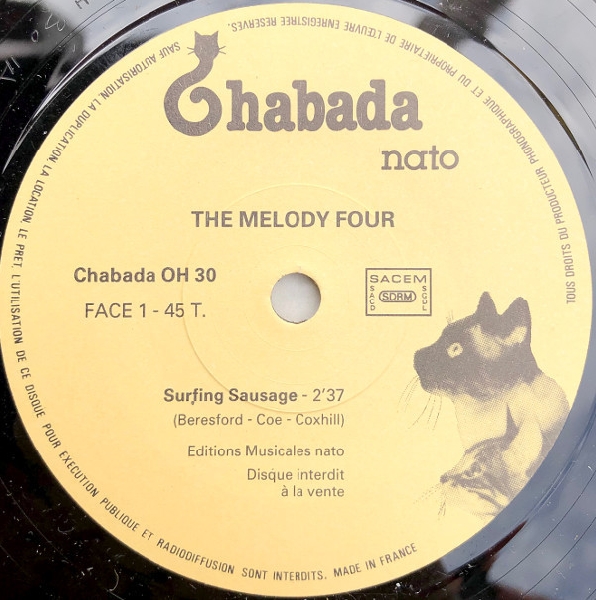 Chabada
nato
THE MELODY FOUR
Chabada OH 30
FACE 1 - 45 T.
SACEM
SACD
SDRM
SGDL
Surfing Sausage - 2'37
(Beresford - Coe - Coxhill)
Editions Musicales nato
Disque interdit
à la vente
TOUS DROITS DU PRODUCTEUR PHONOGRAPHIQUE ET DU PROPRIETAIRE DE L'ŒUVRE ENREGISTREE RESERVES. SAUF AUTORISATION, LA DUPLICATION, LA LOCATION, LE PRET, L'UTILISATION DE CE DISQUE POUR EXECUTION PUBLIQUE ET RADIODIFFUSION SONT INTERDITS. MADE IN FRANCE